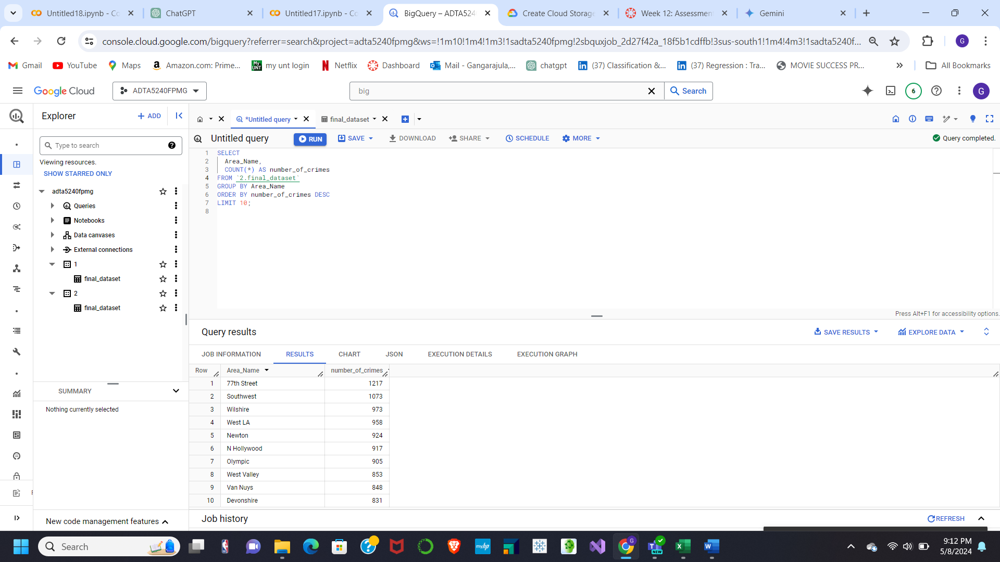 Untitled18.ipynb - Co
ChatGPT
Untitled17.ipynb - Co
BigQuery – ADTA524
Create Cloud Storage
Week 12: Assessmen
Gemini
console.cloud.google.com/bigquery?referrer=search&project=adta5240fpmg&ws=!1m10!1m4!1m3!1sadta5240fpmg!2sbquxjob_2d27f42a_18f5b1cdffb!3sus-south1!1m4!4m3!1sadta5240f...
G
Gmail
YouTube
Maps
Amazon.com: Prime...
my unt login
Netflix
Dashboard
Mail - Gangarajula,...
chatgpt
(37) Classification &...
(37) Regression : Tra...
MOVIE SUCCESS PR...
All Bookmarks
Google Cloud
ADTA5240FPMG
big
Search
6
G
Explorer
+ ADD
*Untitled query
final_dataset
Type to search
Untitled query
RUN
SAVE
DOWNLOAD
SHARE
SCHEDULE
MORE
Query completed.
Viewing resources.
SHOW STARRED ONLY
adta5240fpmg
Queries
Notebooks
Data canvases
External connections
1
final_dataset
2
final_dataset
1 SELECT
2 Area_Name,
3 COUNT(*) AS number_of_crimes
4 FROM `2.final_dataset`
5 GROUP BY Area_Name
6 ORDER BY number_of_crimes DESC
7 LIMIT 10;
8
Press Alt+F1 for accessibility options.
SUMMARY
Nothing currently selected
New code management features
Query results
SAVE RESULTS
EXPLORE DATA
JOB INFORMATION
RESULTS
CHART
JSON
EXECUTION DETAILS
EXECUTION GRAPH
Row Area_Name number_of_crimes
1 77th Street 1217
2 Southwest 1073
3 Wilshire 973
4 West LA 958
5 Newton 924
6 N Hollywood 917
7 Olympic 905
8 West Valley 853
9 Van Nuys 848
10 Devonshire 831
Job history
REFRESH
Search
myhp
NEW
9:12 PM
5/8/2024